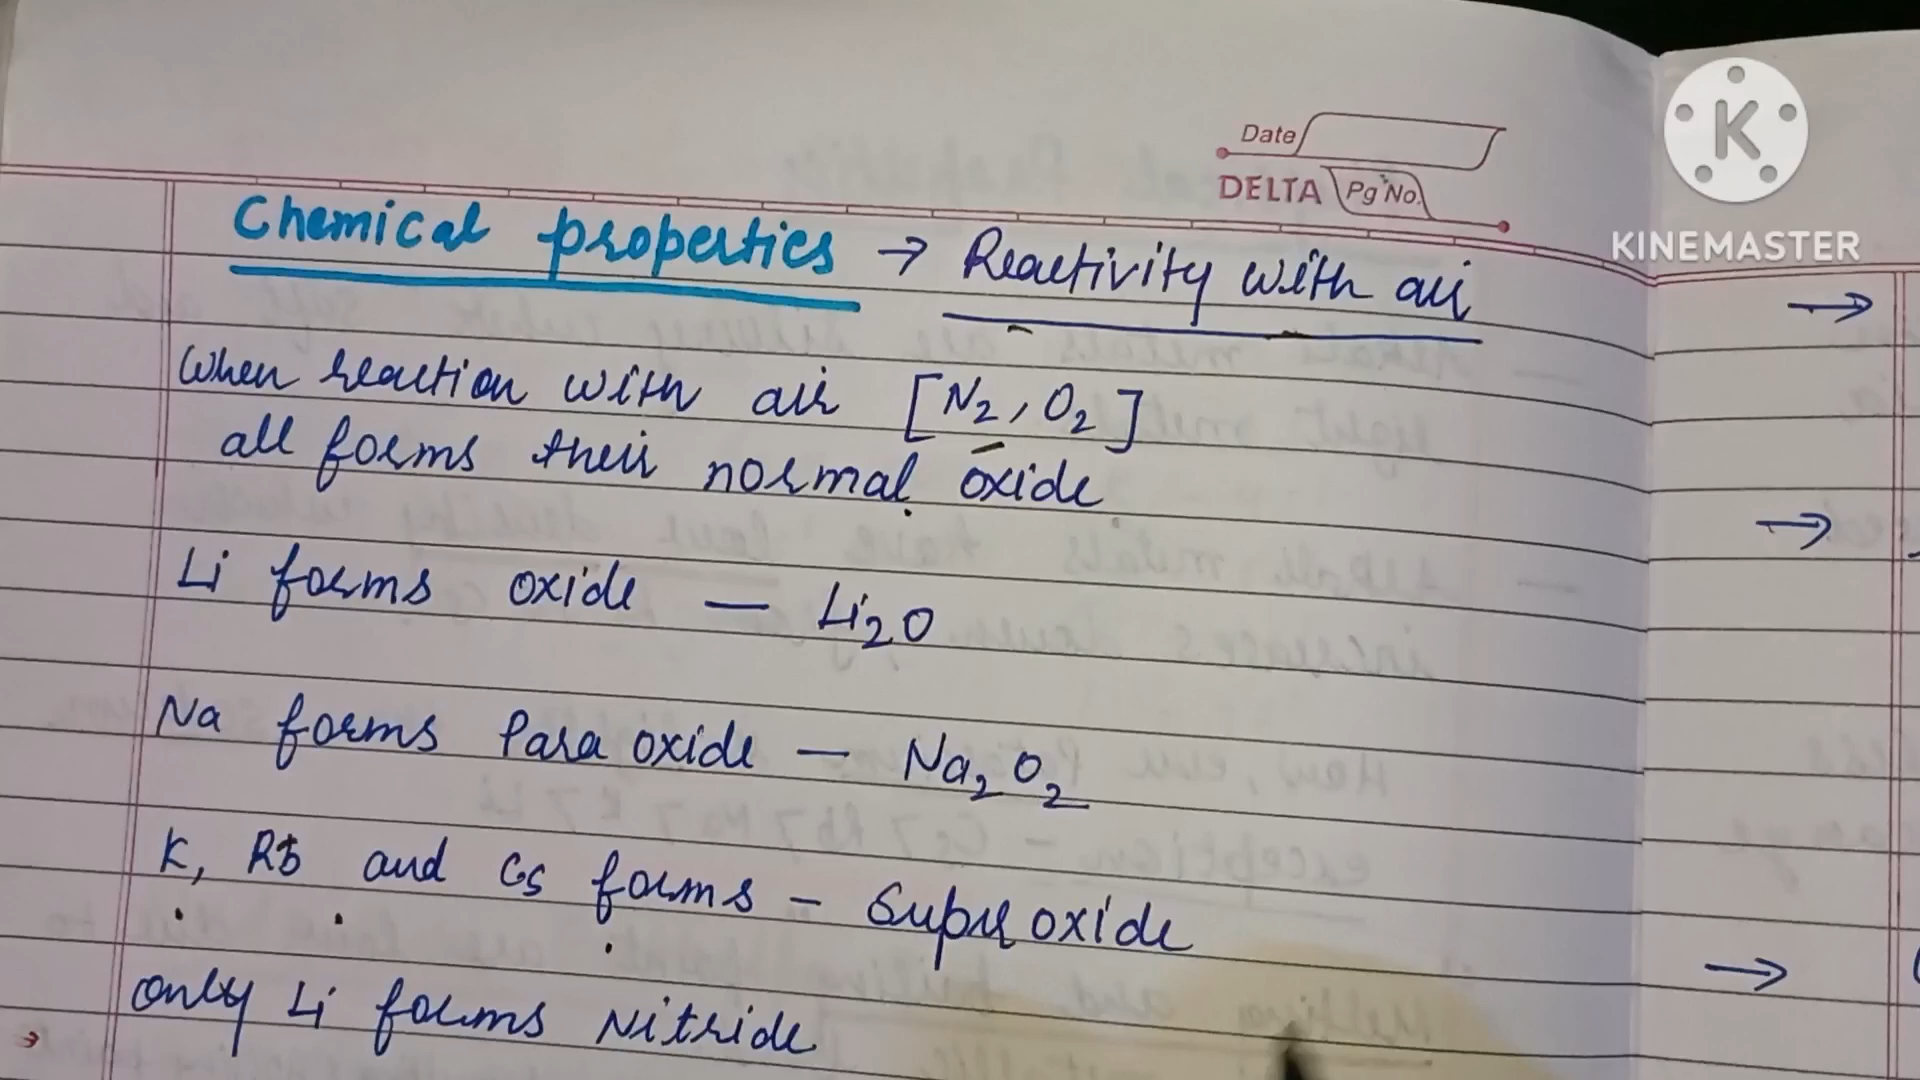 Date
DELTA Pg No.
KINEMASTER
Chemical properties → Reactivity with air
When reaction with air [N2, O2]
all forms their normal oxide
Li forms oxide — Li2O
Na forms Para oxide — Na2O2
K, Rb and Cs forms - Super oxide
only Li forms Nitride